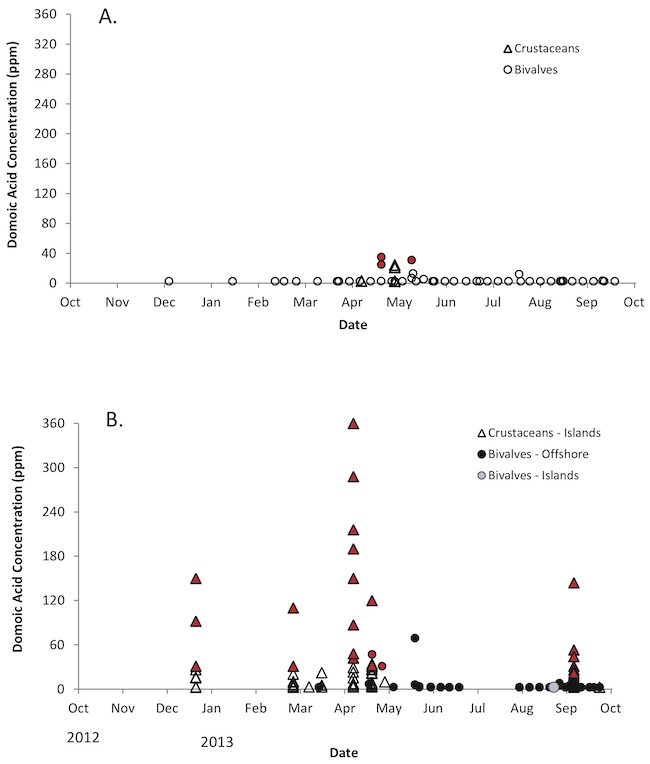 A.
Domoic Acid Concentration (ppm)
360
320
280
240
200
160
120
80
40
0
Crustaceans
Bivalves
Oct Nov Dec Jan Feb Mar Apr May Jun Jul Aug Sep Oct
Date
B.
Domoic Acid Concentration (ppm)
360
300
240
180
120
60
0
Crustaceans - Islands
Bivalves - Offshore
Bivalves - Islands
Oct Nov Dec Jan Feb Mar Apr May Jun Jul Aug Sep Oct
2012 2013
Date